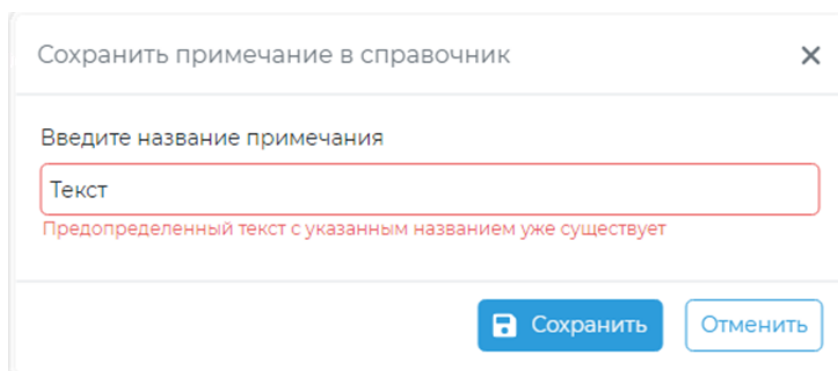 Сохранить примечание в справочник
Введите название примечания
Текст
Предопределенный текст с указанным названием уже существует
Сохранить
Отменить